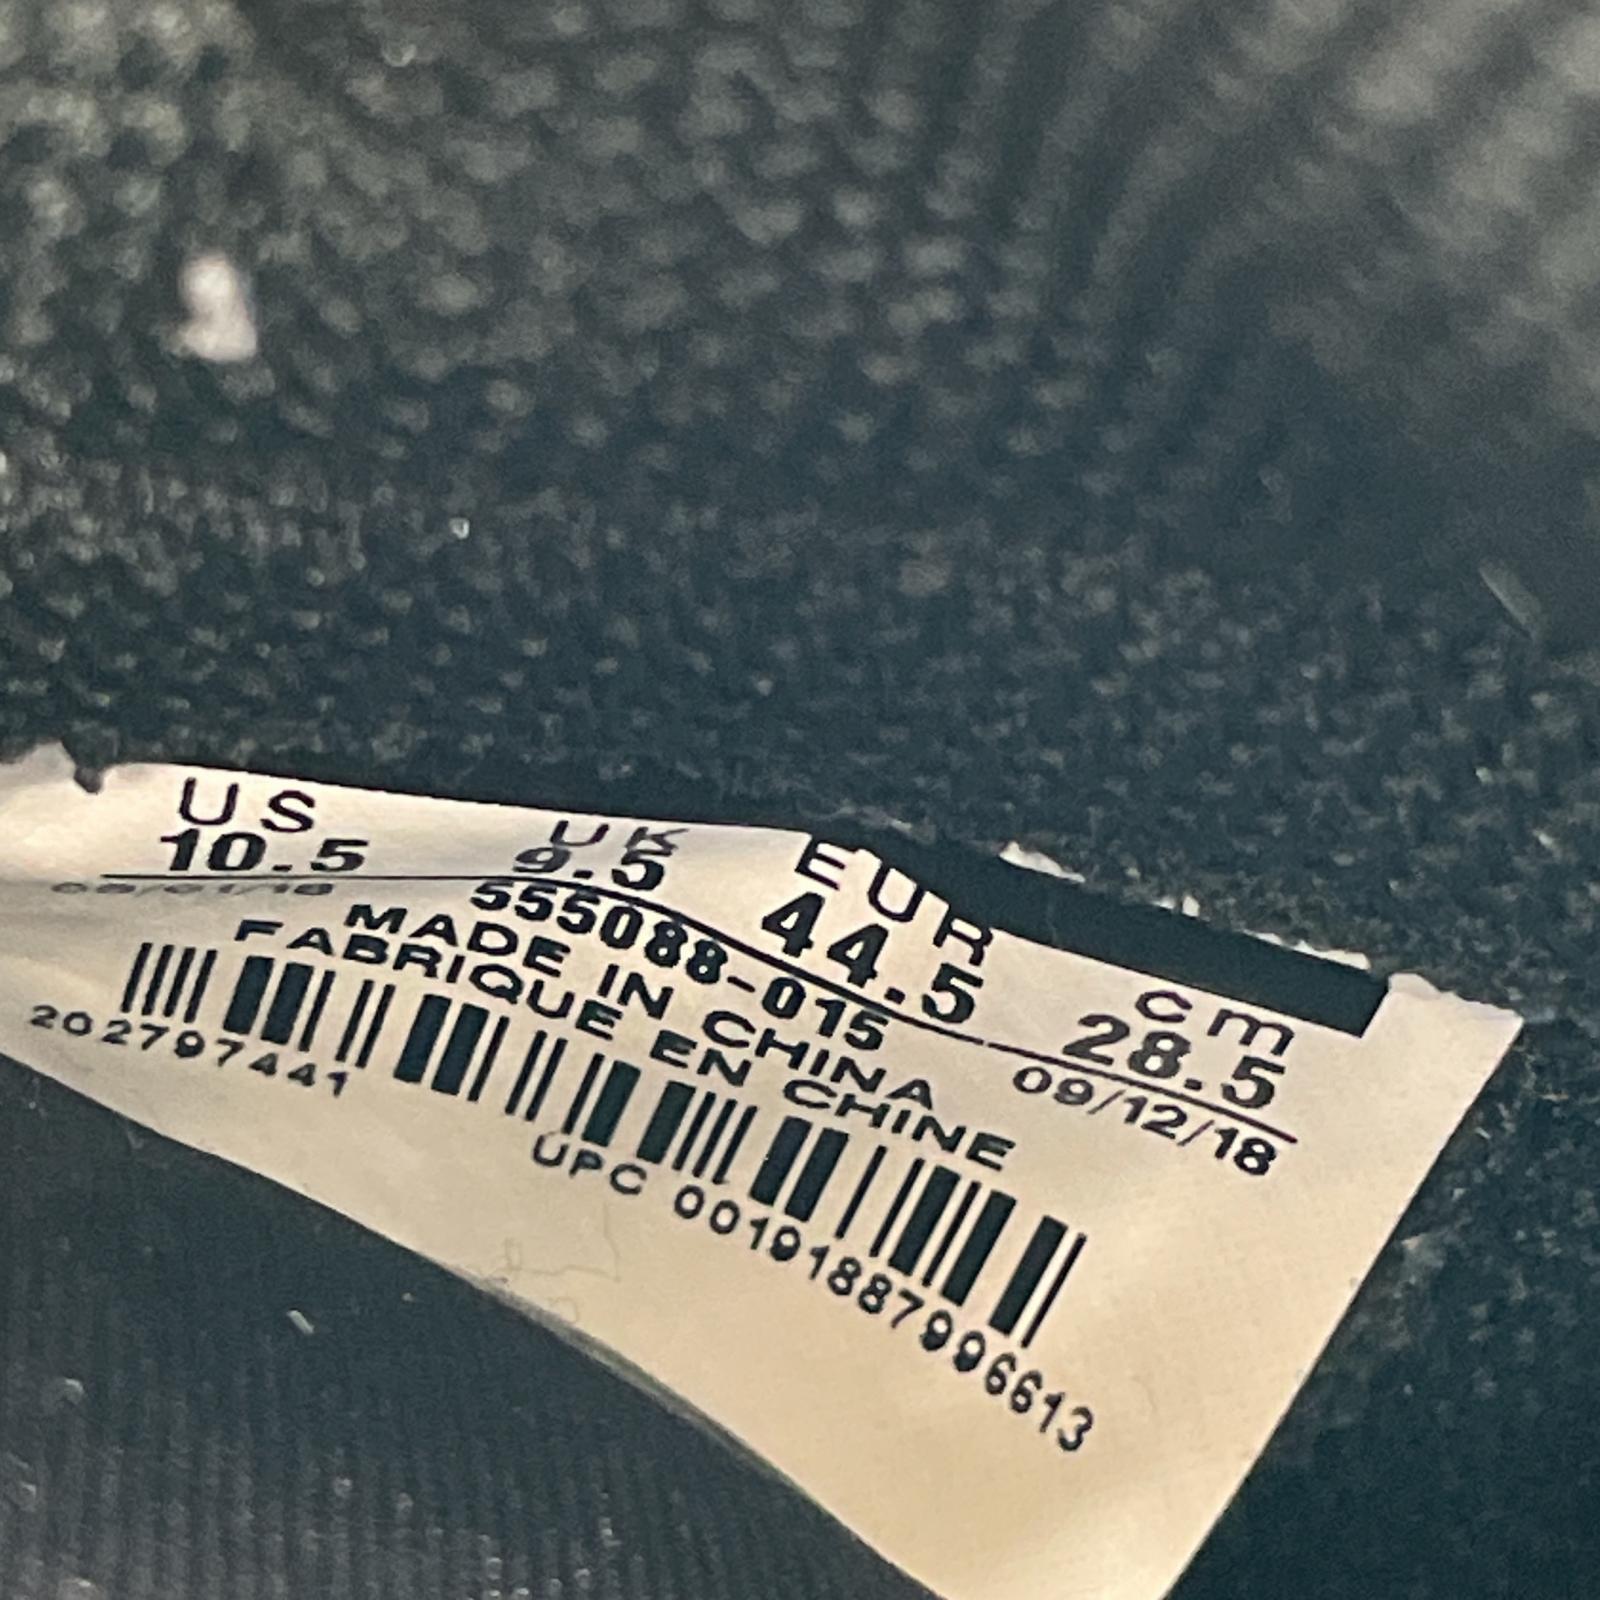 US UK EUR cm
10.5 9.5 44.5 28.5
09/12/18
555088-015
MADE IN CHINA
FABRIQUE EN CHINE
202797441
UPC 00191887996613